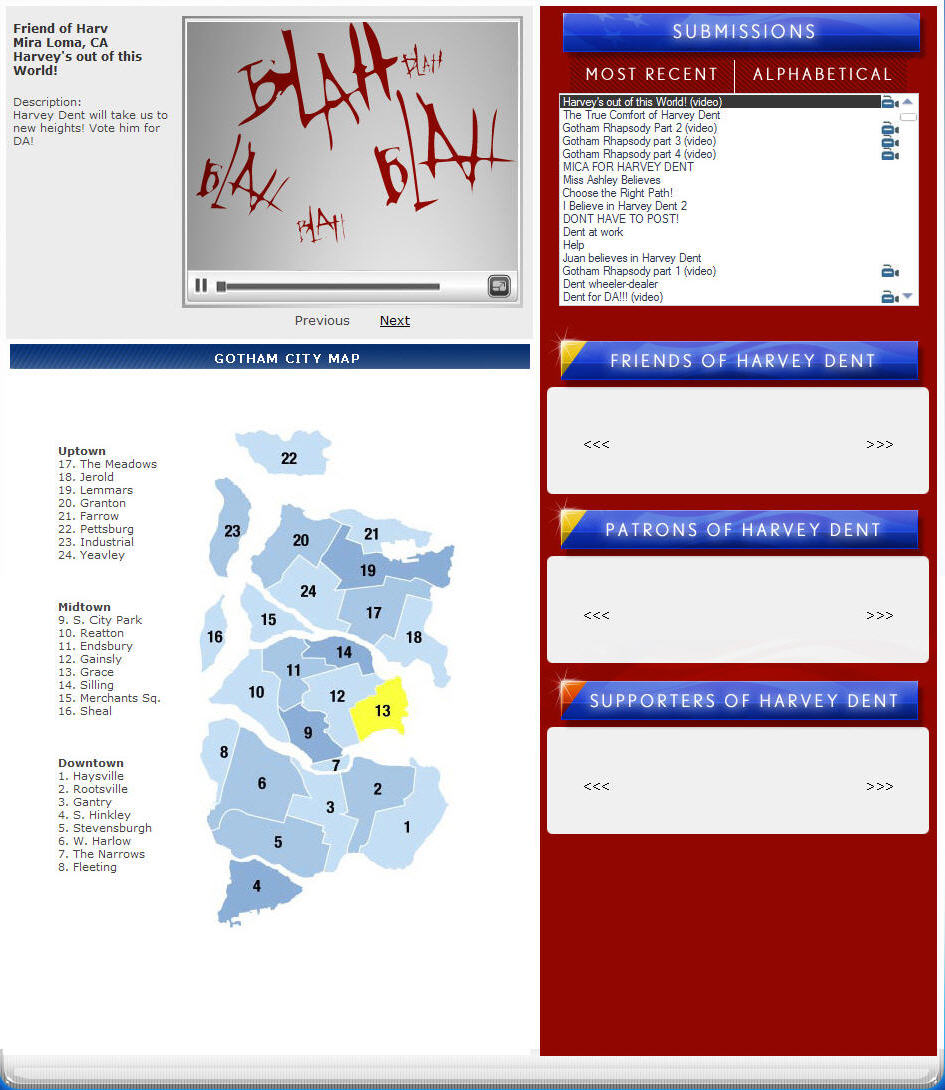 Friend of Harv
Mira Loma, CA
Harvey's out of this
World!
Description:
Harvey Dent will take us to
new heights! Vote him for
DA!
BLAH
BLAH
BLAH
BLAH
BLAH
Previous Next
GOTHAM CITY MAP
Uptown
17. The Meadows
18. Jerold
19. Lemmars
20. Granton
21. Farrow
22. Pettsburg
23. Industrial
24. Yeavley
Midtown
9. S. City Park
10. Reatton
11. Endsbury
12. Gainsly
13. Grace
14. Silling
15. Merchants Sq.
16. Sheal
Downtown
1. Haysville
2. Rootsville
3. Gantry
4. S. Hinkley
5. Stevensburgh
6. W. Harlow
7. The Narrows
8. Fleeting
22
23
20
21
19
24
17
15
16
18
14
11
10
12
13
9
8
7
6
2
3
1
5
4
SUBMISSIONS
MOST RECENT ALPHABETICAL
Harvey's out of this World! (video)
The True Comfort of Harvey Dent
Gotham Rhapsody Part 2 (video)
Gotham Rhapsody part 3 (video)
Gotham Rhapsody part 4 (video)
MICA FOR HARVEY DENT
Miss Ashley Believes
Choose the Right Path!
I Believe in Harvey Dent 2
DONT HAVE TO POST!
Dent at work
Help
Juan believes in Harvey Dent
Gotham Rhapsody part 1 (video)
Dent wheeler-dealer
Dent for DA!!! (video)
FRIENDS OF HARVEY DENT
<<< >>>
PATRONS OF HARVEY DENT
<<< >>>
SUPPORTERS OF HARVEY DENT
<<< >>>